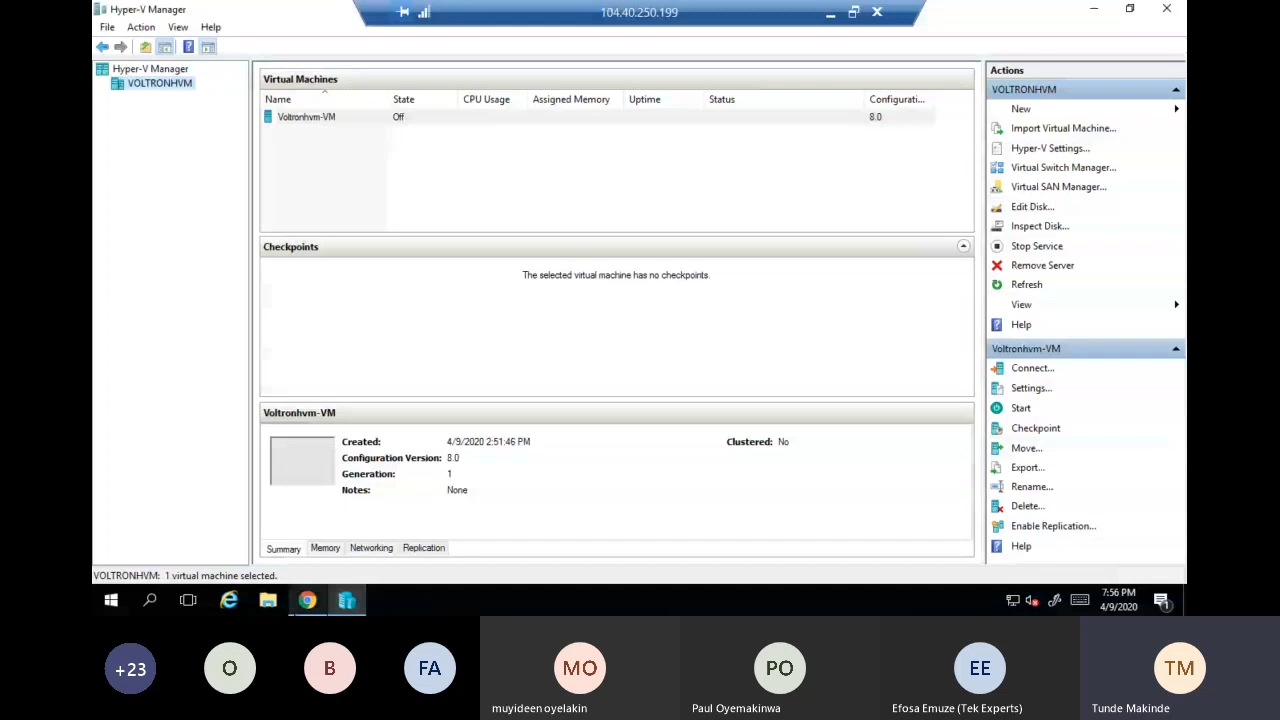 Hyper-V Manager
104.40.250.199
File Action View Help
Hyper-V Manager
VOLTRONHVM
Virtual Machines
Name State CPU Usage Assigned Memory Uptime Status Configurati...
Voltronhvm-VM Off 8.0
Checkpoints
The selected virtual machine has no checkpoints.
Voltronhvm-VM
Created: 4/9/2020 2:51:46 PM Clustered: No
Configuration Version: 8.0
Generation: 1
Notes: None
Summary Memory Networking Replication
Actions
VOLTRONHVM
New
Import Virtual Machine...
Hyper-V Settings...
Virtual Switch Manager...
Virtual SAN Manager...
Edit Disk...
Inspect Disk...
Stop Service
Remove Server
Refresh
View
Help
Voltronhvm-VM
Connect...
Settings...
Start
Checkpoint
Move...
Export...
Rename...
Delete...
Enable Replication...
Help
VOLTRONHVM: 1 virtual machine selected.
7:56 PM
4/9/2020
1
+23 O B FA MO PO EE TM
muyideen oyelakin Paul Oyemakinwa Efosa Emuze (Tek Experts) Tunde Makinde